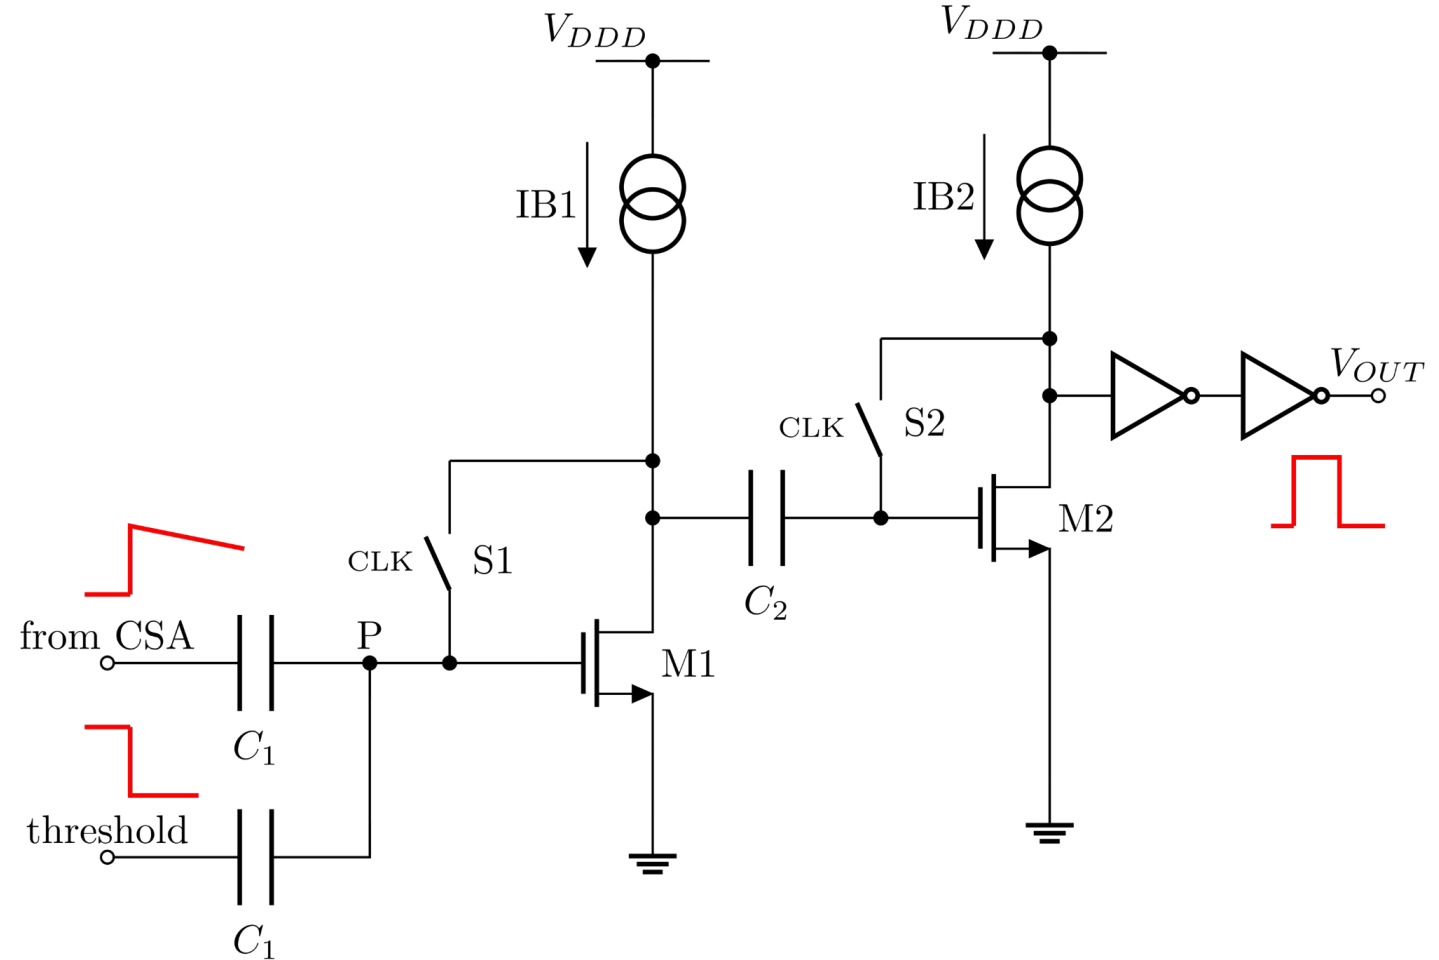 V_DDD
V_DDD
IB1
IB2
V_OUT
CLK
S2
CLK
S1
M2
C_2
from CSA
P
M1
C_1
threshold
C_1